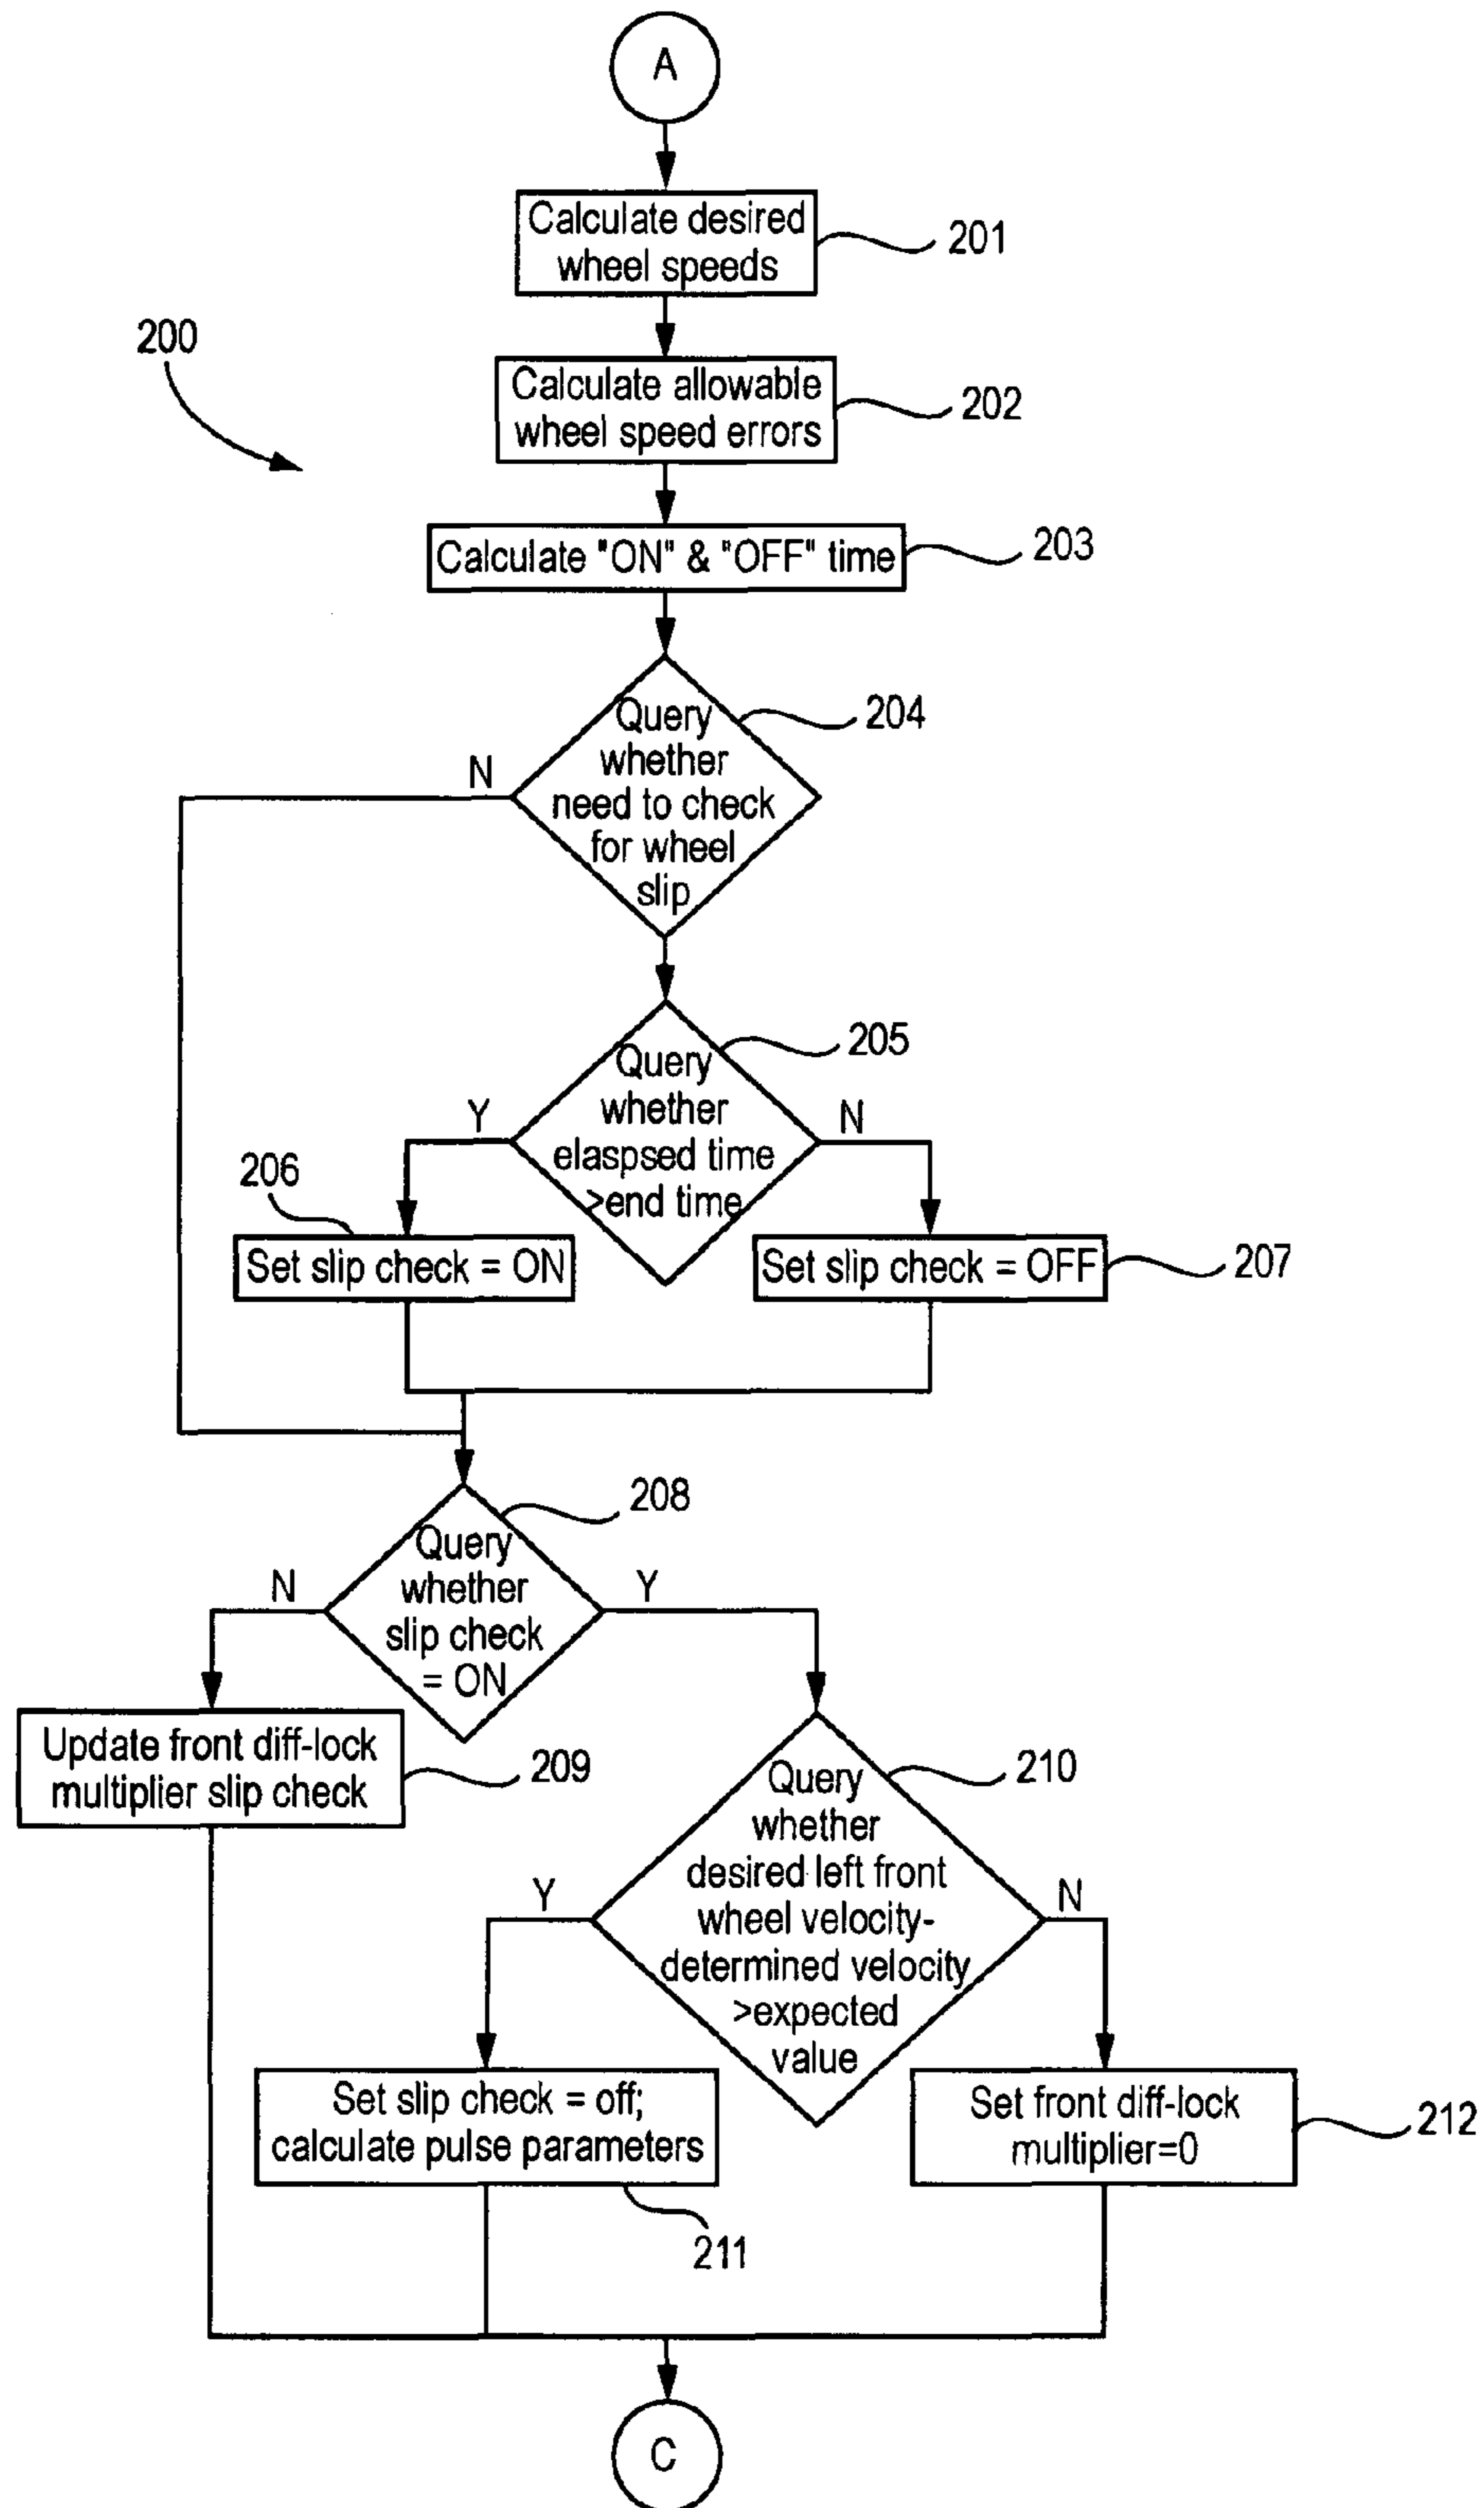 A
Calculate desired
wheel speeds
201
200
Calculate allowable
wheel speed errors
202
Calculate "ON" & "OFF" time
203
Query
whether
need to check
for wheel
slip
204
N
Query
whether
elaspsed time
>end time
205
Y
N
206
Set slip check = ON
Set slip check = OFF
207
Query
whether
slip check
= ON
208
N
Y
Update front diff-lock
multiplier slip check
209
Query
whether
desired left front
wheel velocity-
determined velocity
>expected
value
210
Y
N
Set slip check = off;
calculate pulse parameters
211
Set front diff-lock
multiplier=0
212
C